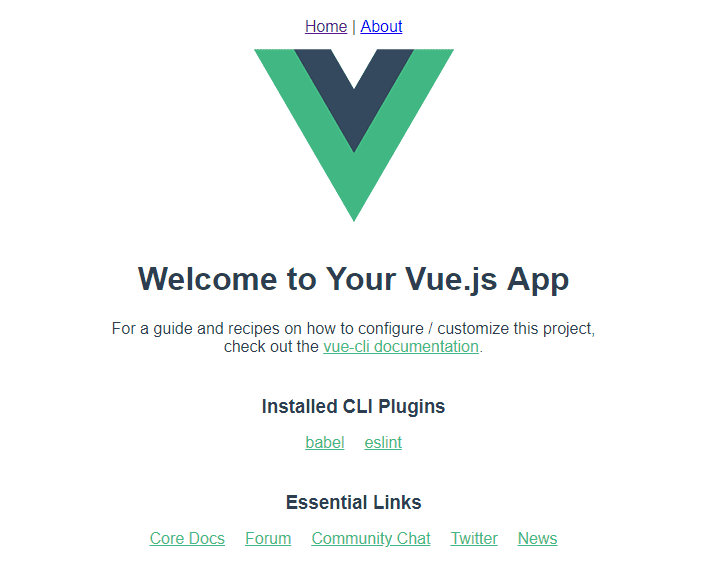 Home | About
Welcome to Your Vue.js App
For a guide and recipes on how to configure / customize this project,
check out the vue-cli documentation.
Installed CLI Plugins
babel eslint
Essential Links
Core Docs Forum Community Chat Twitter News